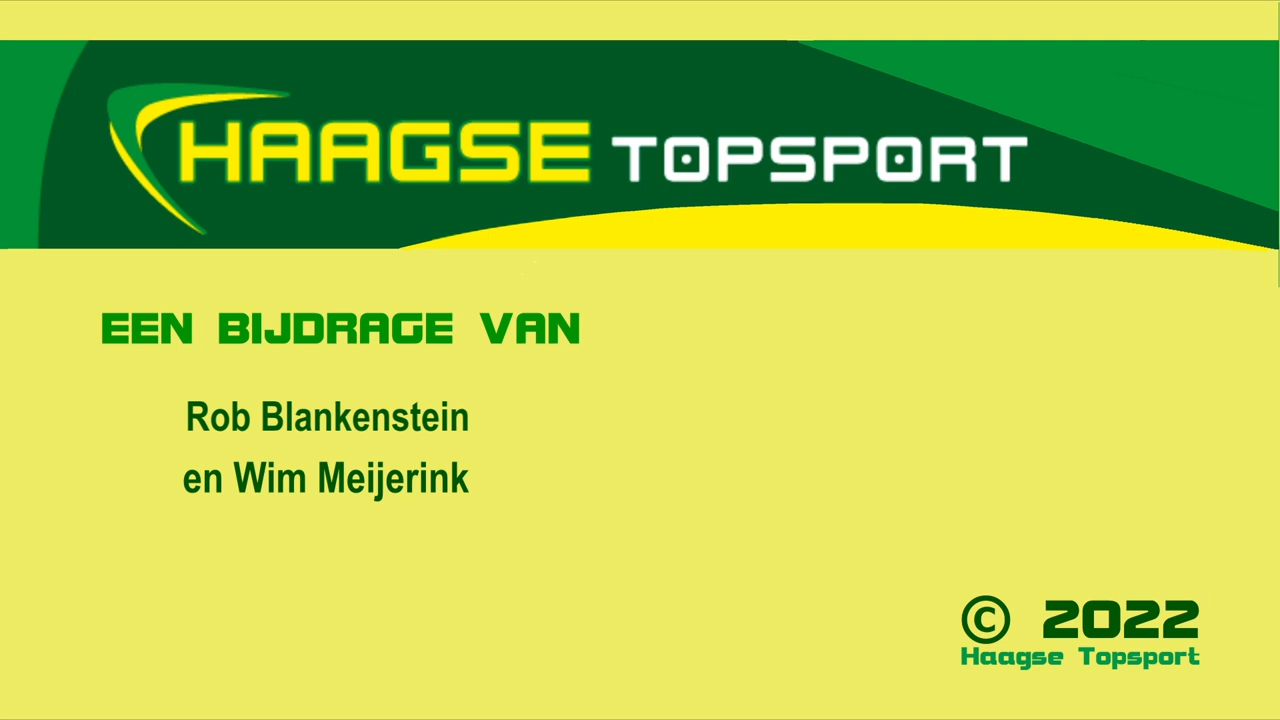 HAAGSE TOPSPORT
EEN BIJDRAGE VAN
Rob Blankenstein
en Wim Meijerink
© 2022
Haagse Topsport